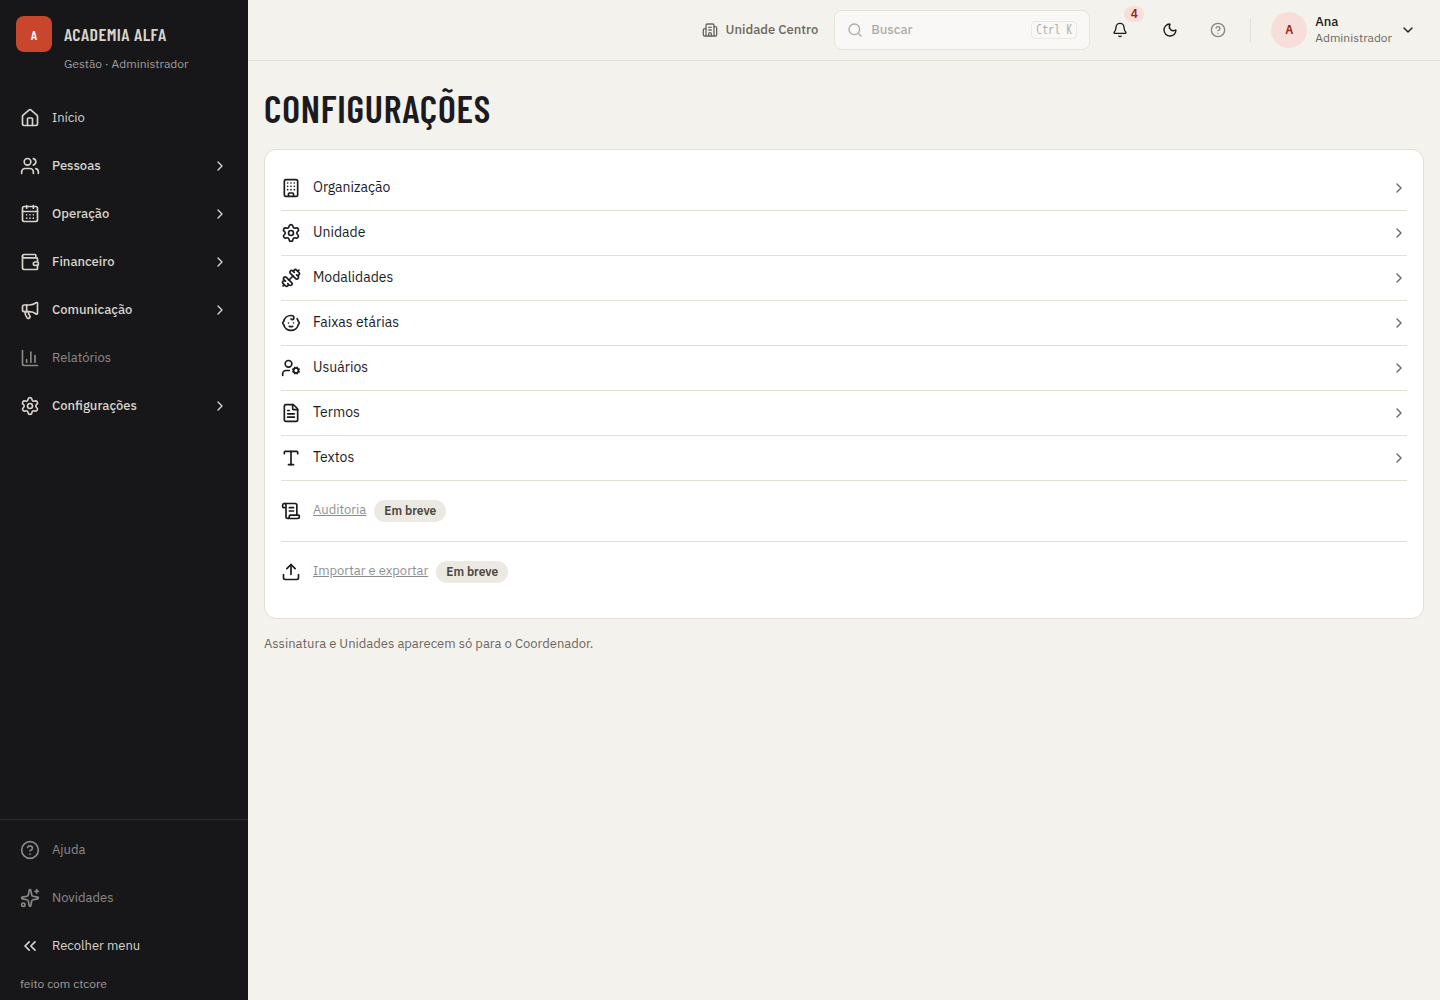 A
ACADEMIA ALFA
Gestão · Administrador
Início
Pessoas
Operação
Financeiro
Comunicação
Relatórios
Configurações
Ajuda
Novidades
Recolher menu
feito com ctcore
Unidade Centro
Buscar
Ctrl K
4
A
Ana
Administrador
CONFIGURAÇÕES
Organização
Unidade
Modalidades
Faixas etárias
Usuários
Termos
Textos
Auditoria Em breve
Importar e exportar Em breve
Assinatura e Unidades aparecem só para o Coordenador.